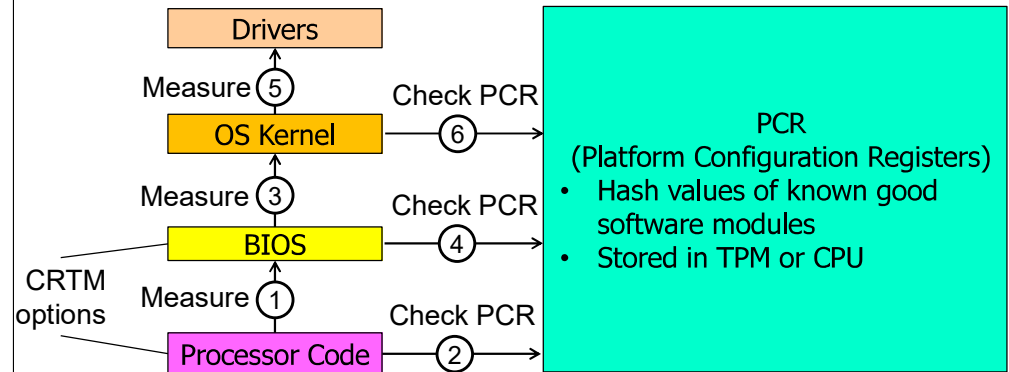 Drivers
Measure 5
Check PCR
OS Kernel
6
PCR
(Platform Configuration Registers)
• Hash values of known good
software modules
• Stored in TPM or CPU
Measure 3
Check PCR
BIOS
4
CRTM
options
Measure 1
Check PCR
Processor Code
2